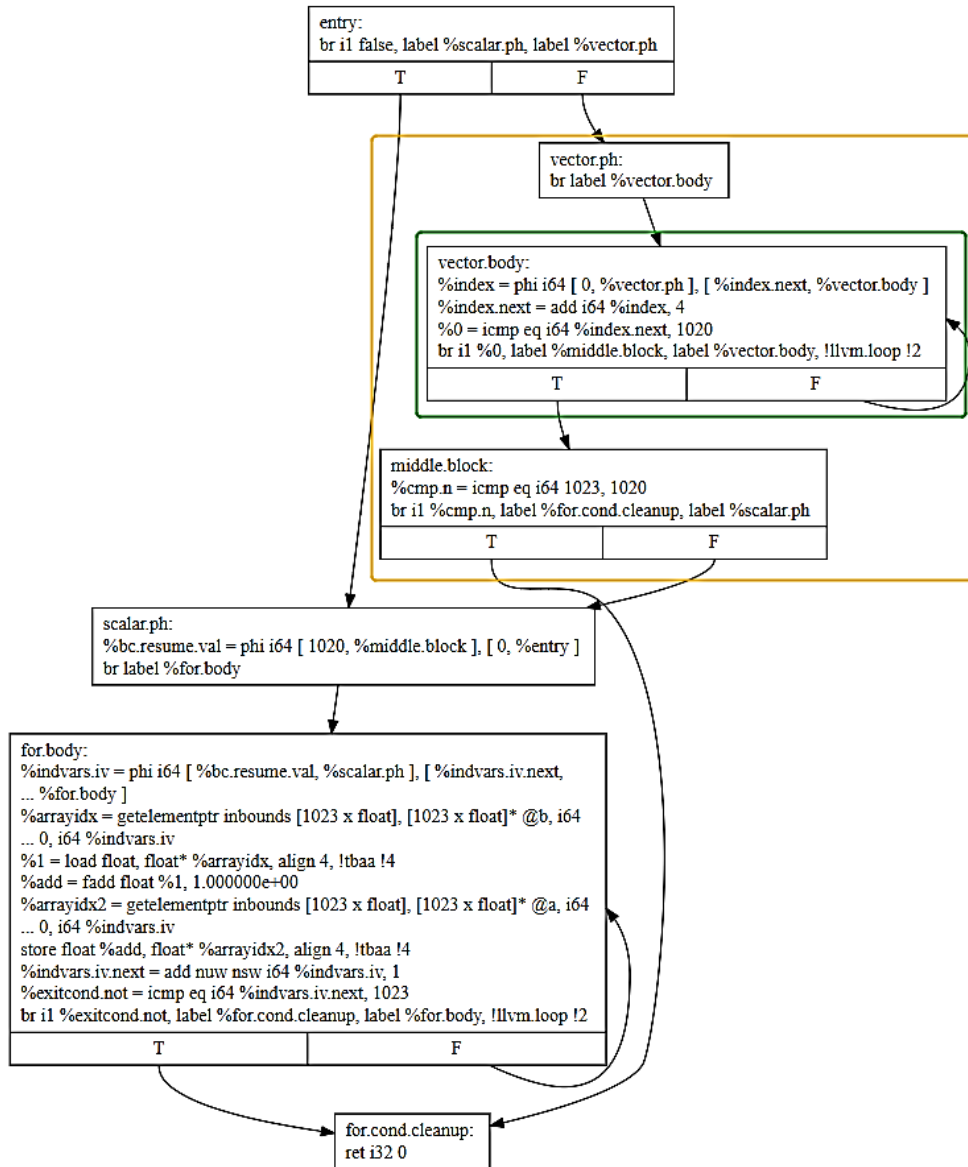 entry:
br i1 false, label %scalar.ph, label %vector.ph
T
F
vector.ph:
br label %vector.body
vector.body:
%index = phi i64 [ 0, %vector.ph ], [ %index.next, %vector.body ]
%index.next = add i64 %index, 4
%0 = icmp eq i64 %index.next, 1020
br i1 %0, label %middle.block, label %vector.body, !llvm.loop !2
T
F
middle.block:
%cmp.n = icmp eq i64 1023, 1020
br i1 %cmp.n, label %for.cond.cleanup, label %scalar.ph
T
F
scalar.ph:
%bc.resume.val = phi i64 [ 1020, %middle.block ], [ 0, %entry ]
br label %for.body
for.body:
%indvars.iv = phi i64 [ %bc.resume.val, %scalar.ph ], [ %indvars.iv.next,
... %for.body ]
%arrayidx = getelementptr inbounds [1023 x float], [1023 x float]* @b, i64
... 0, i64 %indvars.iv
%1 = load float, float* %arrayidx, align 4, !tbaa !4
%add = fadd float %1, 1.000000e+00
%arrayidx2 = getelementptr inbounds [1023 x float], [1023 x float]* @a, i64
... 0, i64 %indvars.iv
store float %add, float* %arrayidx2, align 4, !tbaa !4
%indvars.iv.next = add nuw nsw i64 %indvars.iv, 1
%exitcond.not = icmp eq i64 %indvars.iv.next, 1023
br i1 %exitcond.not, label %for.cond.cleanup, label %for.body, !llvm.loop !2
T
F
for.cond.cleanup:
ret i32 0